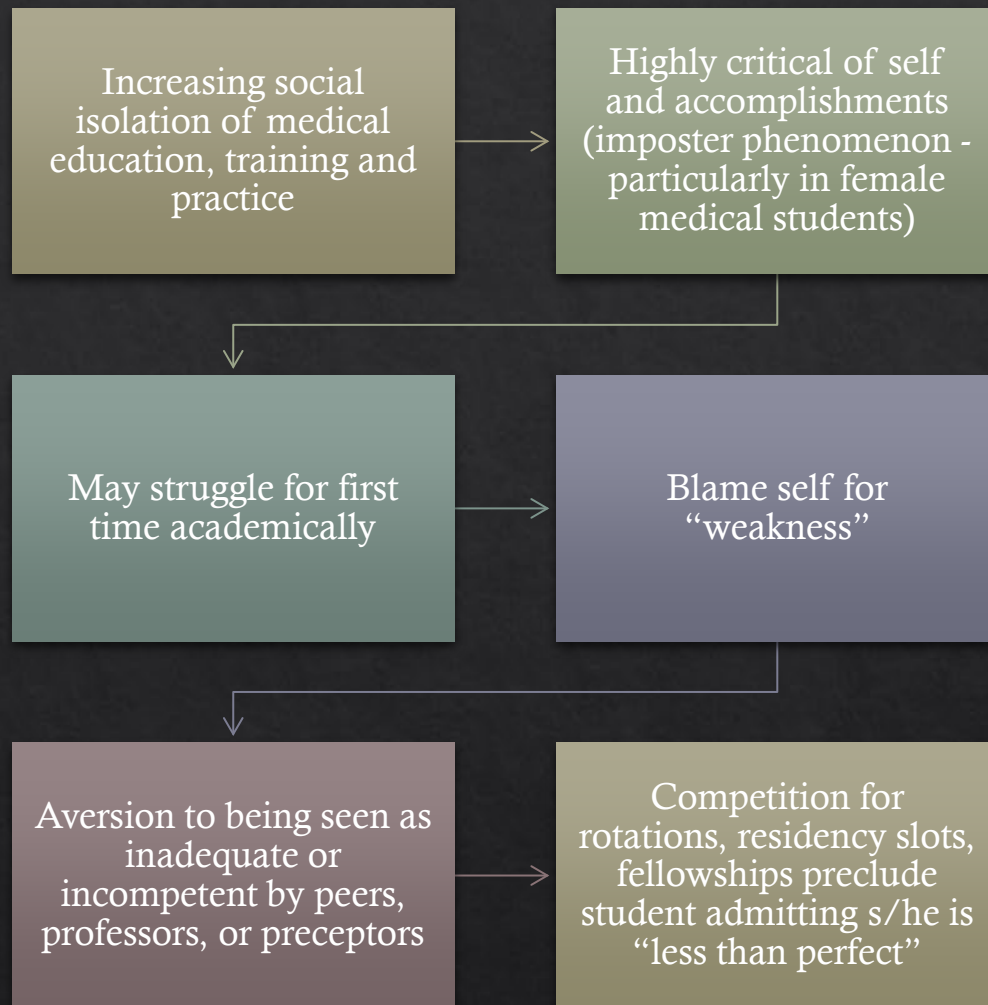 Increasing social
isolation of medical
education, training and
practice
Highly critical of self
and accomplishments
(imposter phenomenon -
particularly in female
medical students)
May struggle for first
time academically
Blame self for
“weakness”
Aversion to being seen as
inadequate or
incompetent by peers,
professors, or preceptors
Competition for
rotations, residency slots,
fellowships preclude
student admitting s/he is
“less than perfect”